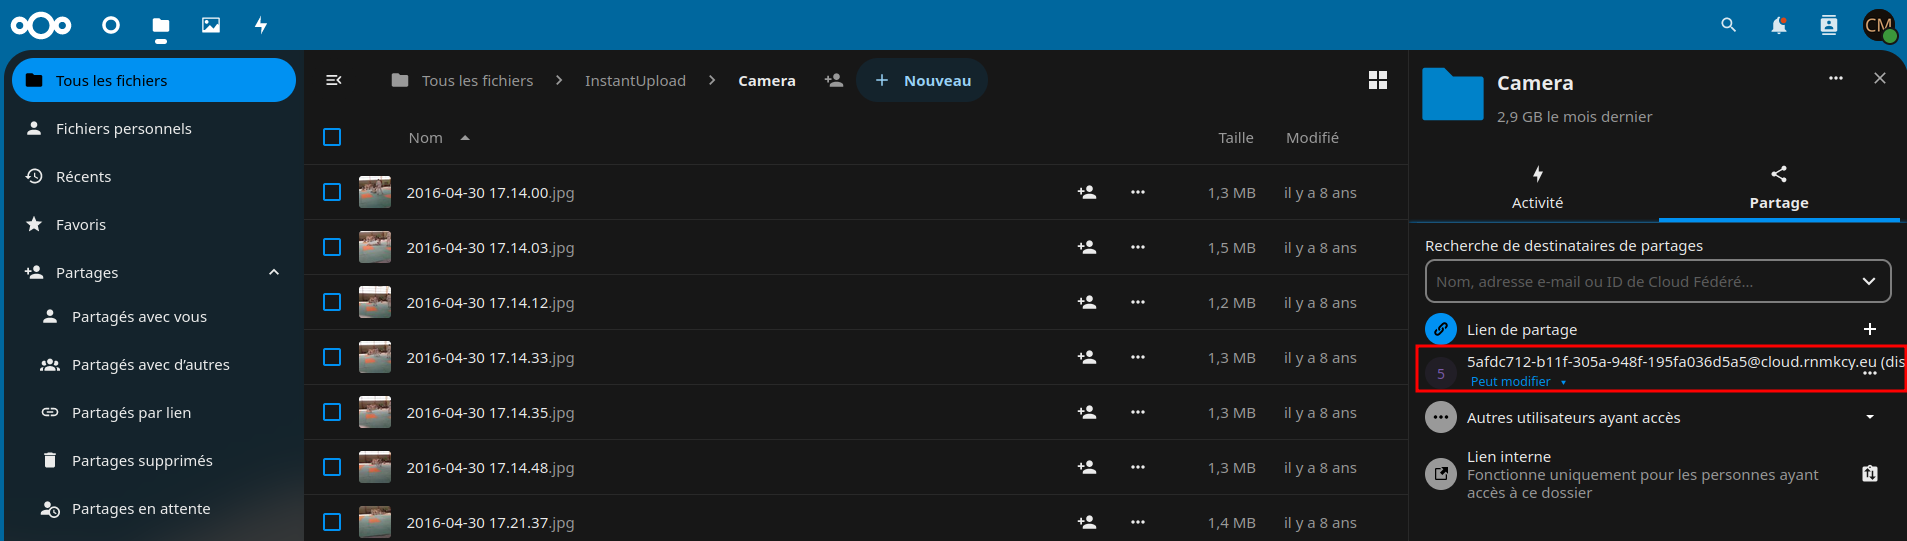 CM
Tous les fichiers
Fichiers personnels
Récents
Favoris
Partages
Partagés avec vous
Partagés avec d’autres
Partagés par lien
Partages supprimés
Partages en attente
Tous les fichiers > InstantUpload > Camera + Nouveau
Nom Taille Modifié
2016-04-30 17.14.00.jpg 1,3 MB il y a 8 ans
2016-04-30 17.14.03.jpg 1,5 MB il y a 8 ans
2016-04-30 17.14.12.jpg 1,2 MB il y a 8 ans
2016-04-30 17.14.33.jpg 1,3 MB il y a 8 ans
2016-04-30 17.14.35.jpg 1,3 MB il y a 8 ans
2016-04-30 17.14.48.jpg 1,3 MB il y a 8 ans
2016-04-30 17.21.37.jpg 1,4 MB il y a 8 ans
Camera
2,9 GB le mois dernier
Activité Partage
Recherche de destinataires de partages
Nom, adresse e-mail ou ID de Cloud Fédéré…
Lien de partage
5 5afdc712-b11f-305a-948f-195fa036d5a5@cloud.rnmkcy.eu (dis
Peut modifier
Autres utilisateurs ayant accès
Lien interne
Fonctionne uniquement pour les personnes ayant
accès à ce dossier